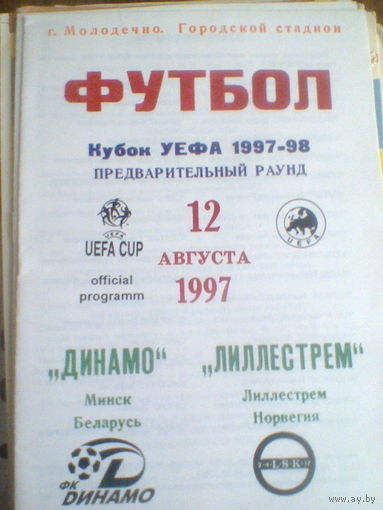 г. Молодечно. Городской стадион
ФУТБОЛ
Кубок УЕФА 1997-98
ПРЕДВАРИТЕЛЬНЫЙ РАУНД
12
АВГУСТА
1997
UEFA CUP
official
programm
UEFA
„ДИНАМО“
Минск
Беларусь
„ЛИЛЛЕСТРЕМ“
Лиллестрем
Норвегия
ФК ДИНАМО
L S K
www.ay.by